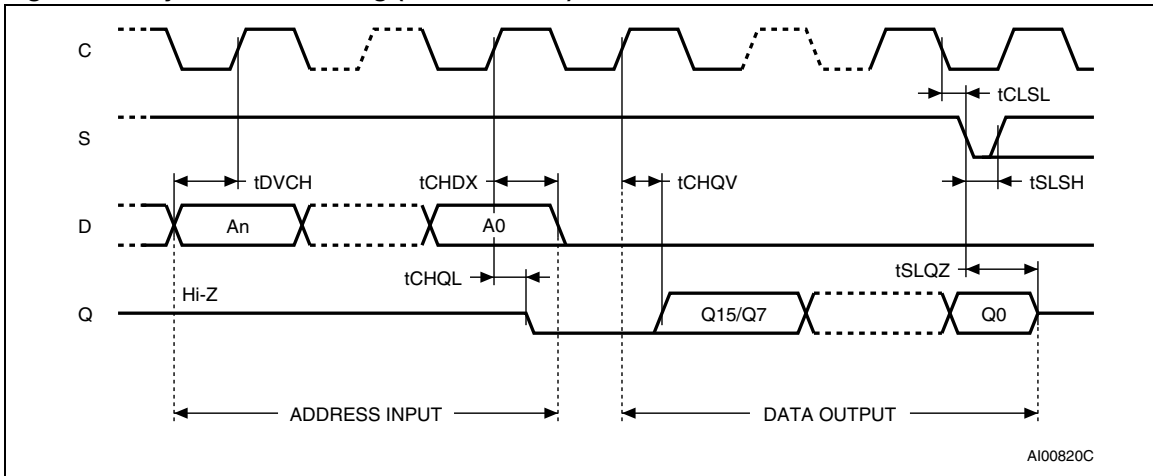 C
tCLSL
S
tDVCH
tCHDX
tCHQV
tSLSH
D
An
A0
tCHQL
tSLQZ
Hi-Z
Q
Q15/Q7
Q0
ADDRESS INPUT
DATA OUTPUT
AI00820C